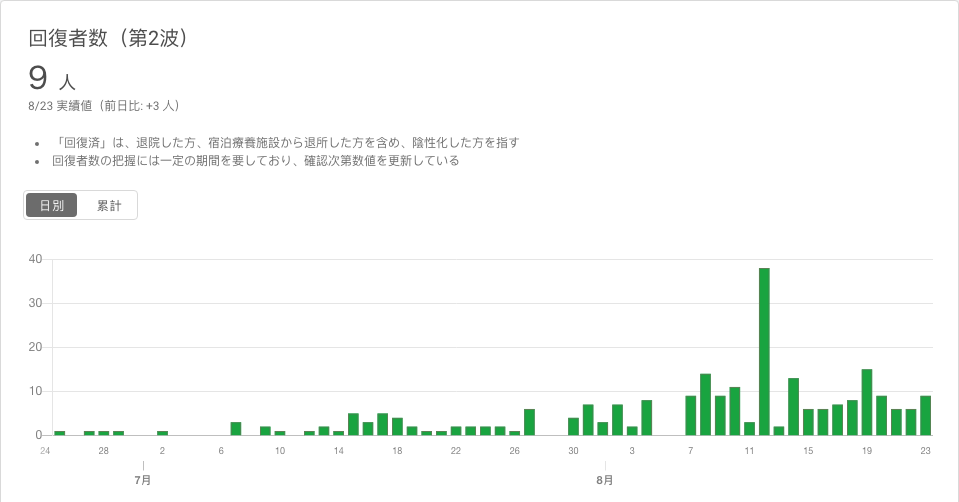 回復者数（第2波）
9 人
8/23 実績値（前日比: +3 人）
• 「回復済」は、退院した方、宿泊療養施設から退所した方を含め、陰性化した方を指す
• 回復者数の把握には一定の期間を要しており、確認次第数値を更新している
日別 累計
40
30
20
10
0
24 28 2 6 10 14 18 22 26 30 3 7 11 15 19 23
7月 8月